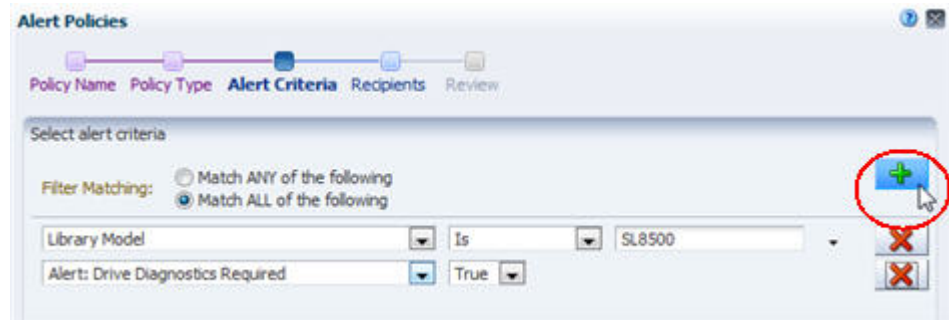 Alert Policies
Policy Name Policy Type Alert Criteria Recipients Review
Select alert criteria
Filter Matching:
Match ANY of the following
Match ALL of the following
Library Model Is SL8500
Alert: Drive Diagnostics Required True